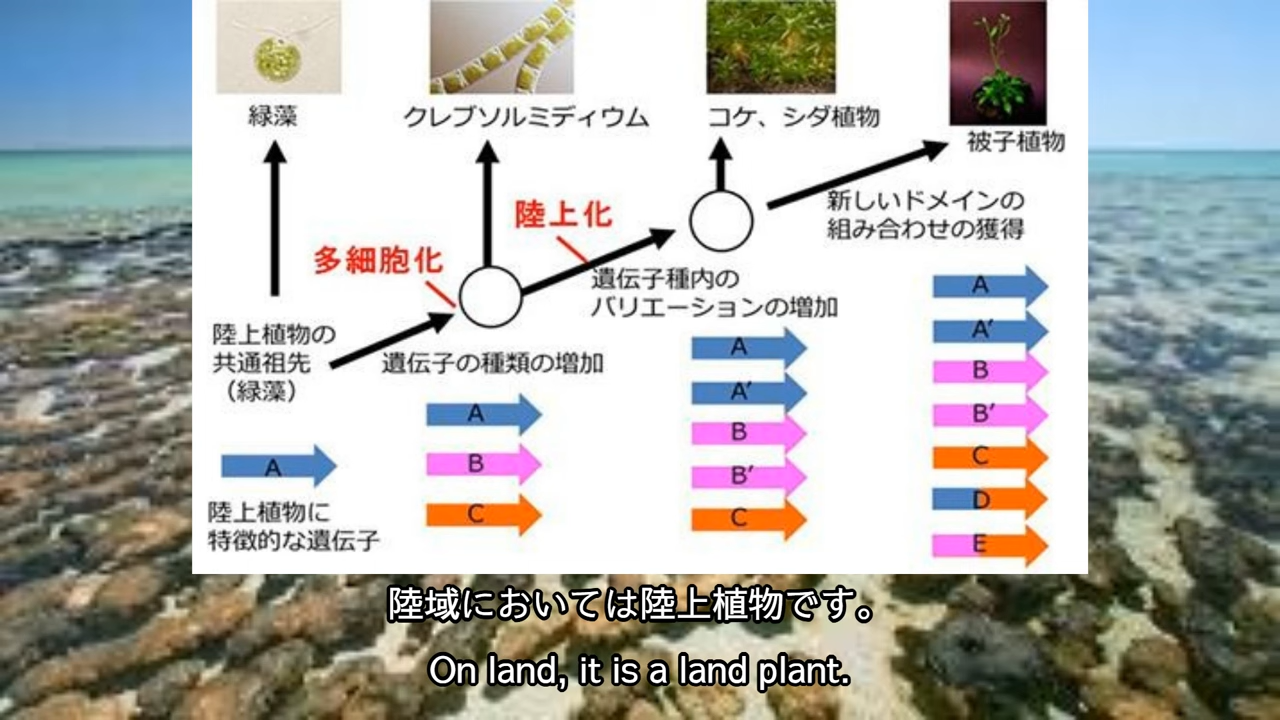 緑藻
クレブソルミディウム
コケ、シダ植物
被子植物
陸上化
多細胞化
新しいドメインの
組み合わせの獲得
遺伝子種内の
バリエーションの増加
陸上植物の
共通祖先
（緑藻）
遺伝子の種類の増加
A
陸上植物に
特徴的な遺伝子
A
B
C
A
A′
B
B′
C
A
A′
B
B′
C
D
E
陸域においては陸上植物です。
On land, it is a land plant.